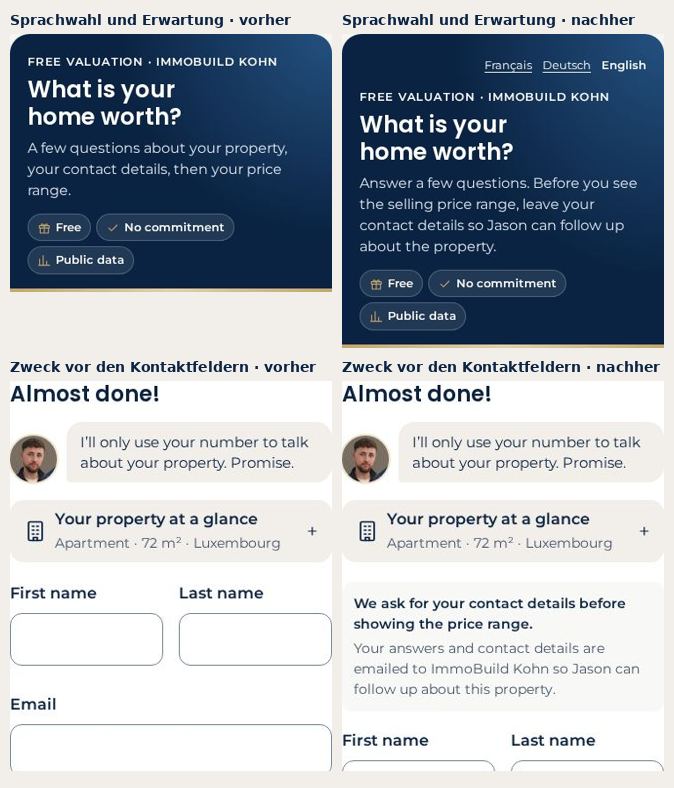 Sprachwahl und Erwartung · vorher
FREE VALUATION · IMMOBUILD KOHN
What is your
home worth?
A few questions about your property,
your contact details, then your price
range.
Free
No commitment
Public data
Sprachwahl und Erwartung · nachher
Français Deutsch English
FREE VALUATION · IMMOBUILD KOHN
What is your
home worth?
Answer a few questions. Before you see
the selling price range, leave your
contact details so Jason can follow up
about the property.
Free
No commitment
Public data
Zweck vor den Kontaktfeldern · vorher
Almost done!
I’ll only use your number to talk
about your property. Promise.
Your property at a glance
Apartment · 72 m² · Luxembourg
+
First name
Last name
Email
Zweck vor den Kontaktfeldern · nachher
Almost done!
I’ll only use your number to talk
about your property. Promise.
Your property at a glance
Apartment · 72 m² · Luxembourg
+
We ask for your contact details before
showing the price range.
Your answers and contact details are
emailed to ImmoBuild Kohn so Jason can
follow up about this property.
First name
Last name